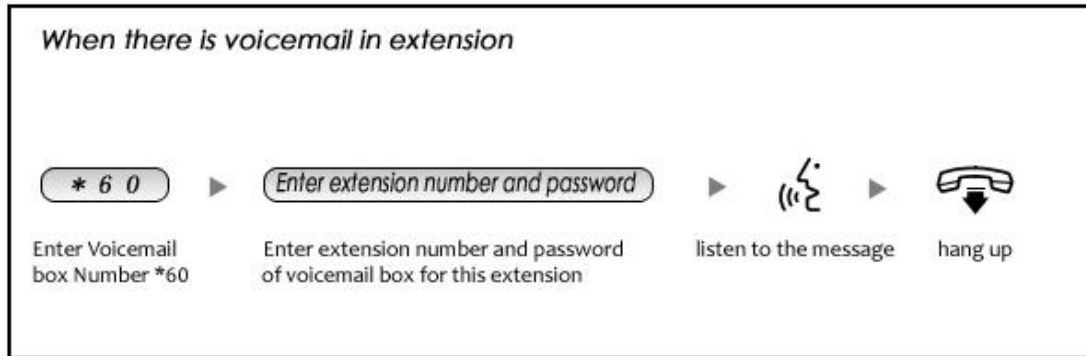 When there is voicemail in extension
* 6 0
Enter extension number and password
Enter Voicemail
box Number *60
Enter extension number and password
of voicemail box for this extension
listen to the message
hang up